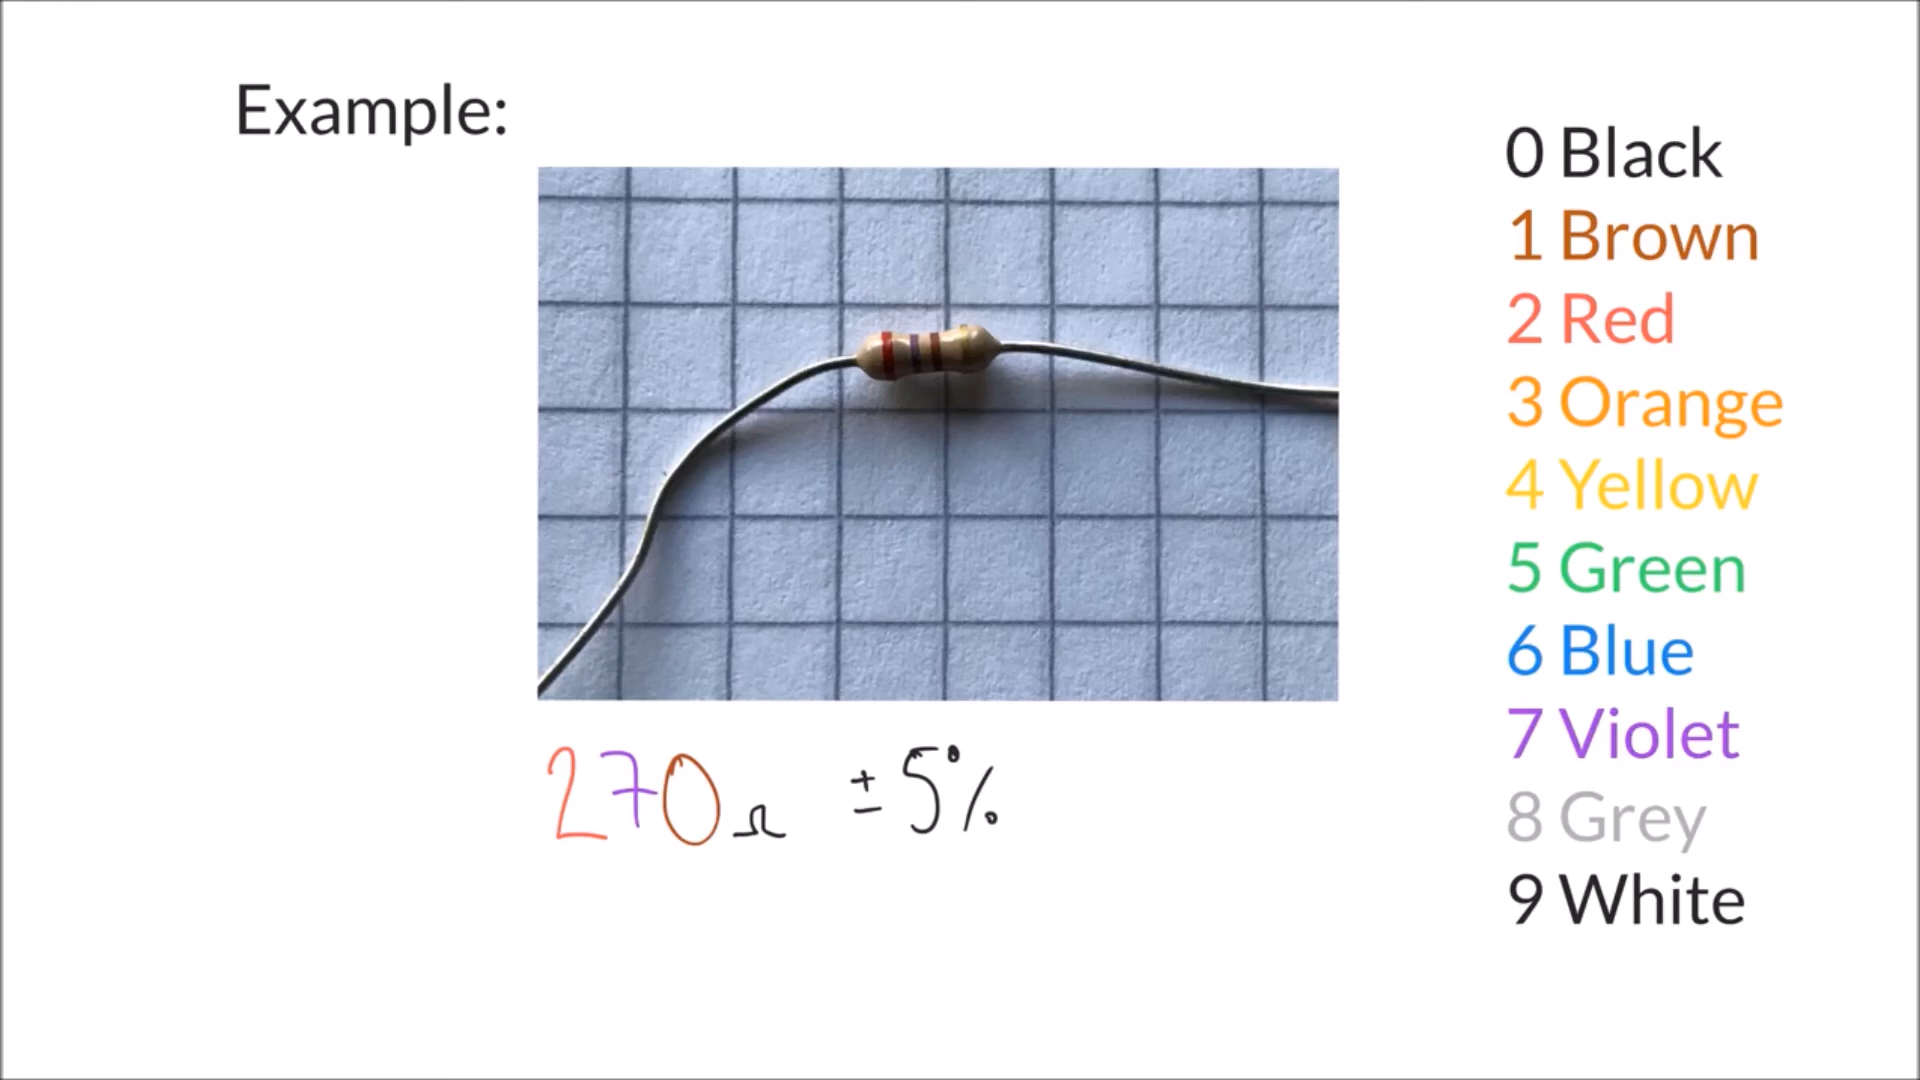 Example:
270Ω ±5%
0 Black
1 Brown
2 Red
3 Orange
4 Yellow
5 Green
6 Blue
7 Violet
8 Grey
9 White